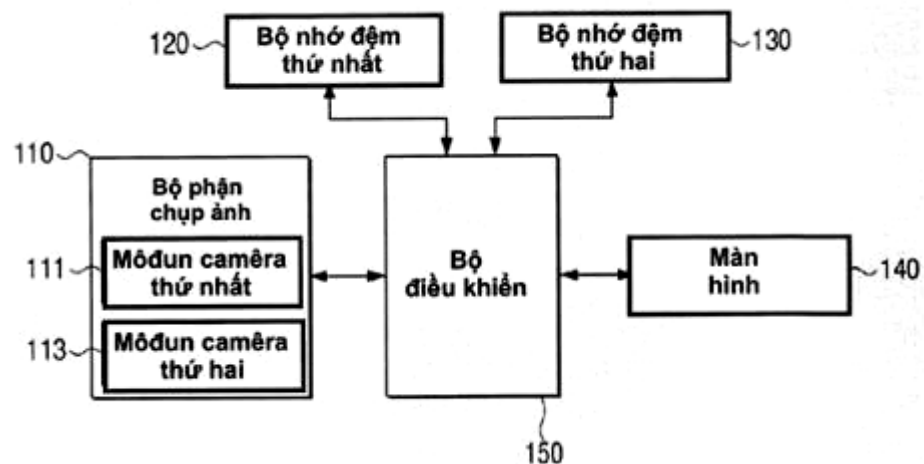 120
Bộ nhớ đệm
thứ nhất
Bộ nhớ đệm
thứ hai
130
110
Bộ phận
chụp ảnh
111
Môđun camêra
thứ nhất
113
Môđun camêra
thứ hai
Bộ
điều khiển
150
Màn
hình
140